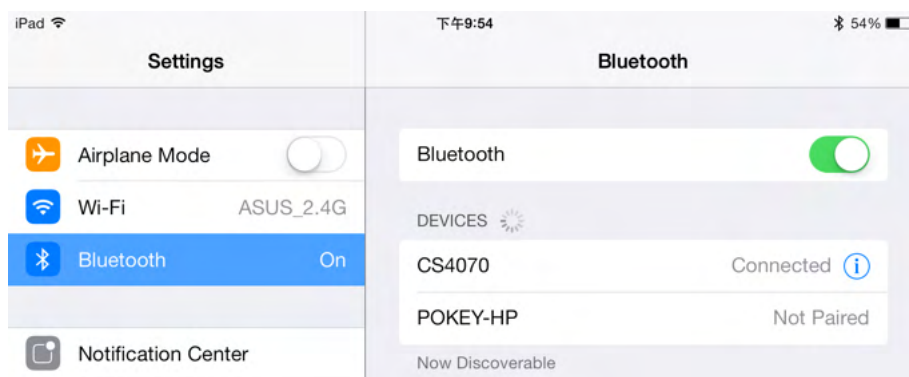 iPad 下午9:54 54%
Settings
Bluetooth
Airplane Mode
Wi-Fi ASUS_2.4G
Bluetooth On
Notification Center
Bluetooth
DEVICES
CS4070 Connected
POKEY-HP Not Paired
Now Discoverable